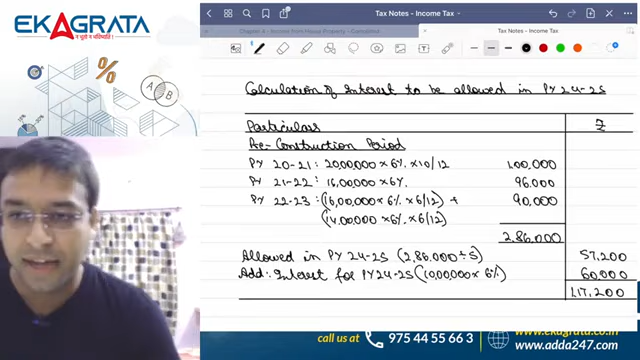 EKAGRATA
Tax Notes - Income Tax
Chapter 4 - Income from House Property - Completed
Tax Notes - Income Tax
A
B
%
Calculation of Interest to be allowed in PY 24-25
Particulars ₹
Pre-Construction Period
PY 20-21: 20,00,000 × 6% × 10/12 1,00,000
PY 21-22: 16,00,000 × 6% 96,000
PY 22-23: (16,00,000 × 6% × 6/12) + 90,000
(14,00,000 × 6% × 6/12)
2,86,000
Allowed in PY 24-25 (2,86,000 ÷ 5) 57,200
Add:- Interest for PY 24-25 (10,00,000 × 6%) 60,000
1,17,200
call us at 975 44 55 66 3
www.ekagrata.in
www.adda247.com